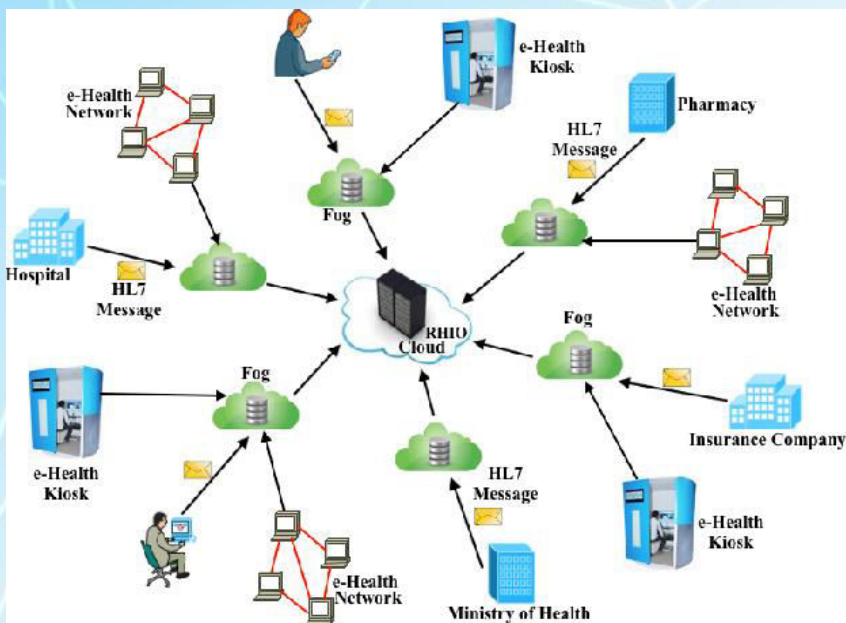 e-Health
Network
e-Health
Kiosk
Pharmacy
HL7
Message
Fog
Hospital
HL7
Message
e-Health
Network
RHIO
Cloud
Fog
Fog
Insurance Company
e-Health
Kiosk
HL7
Message
e-Health
Kiosk
e-Health
Network
Ministry of Health